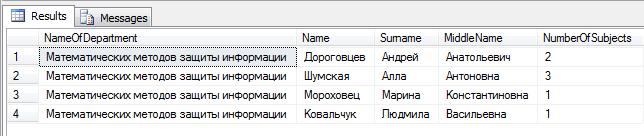 Results Messages
NameOfDepartment Name Surname MiddleName NumberOfSubjects
1 Математических методов защиты информации Дороговцев Андрей Анатольевич 2
2 Математических методов защиты информации Шумская Алла Антоновна 3
3 Математических методов защиты информации Мороховец Марина Константиновна 1
4 Математических методов защиты информации Ковальчук Людмила Васильевна 1